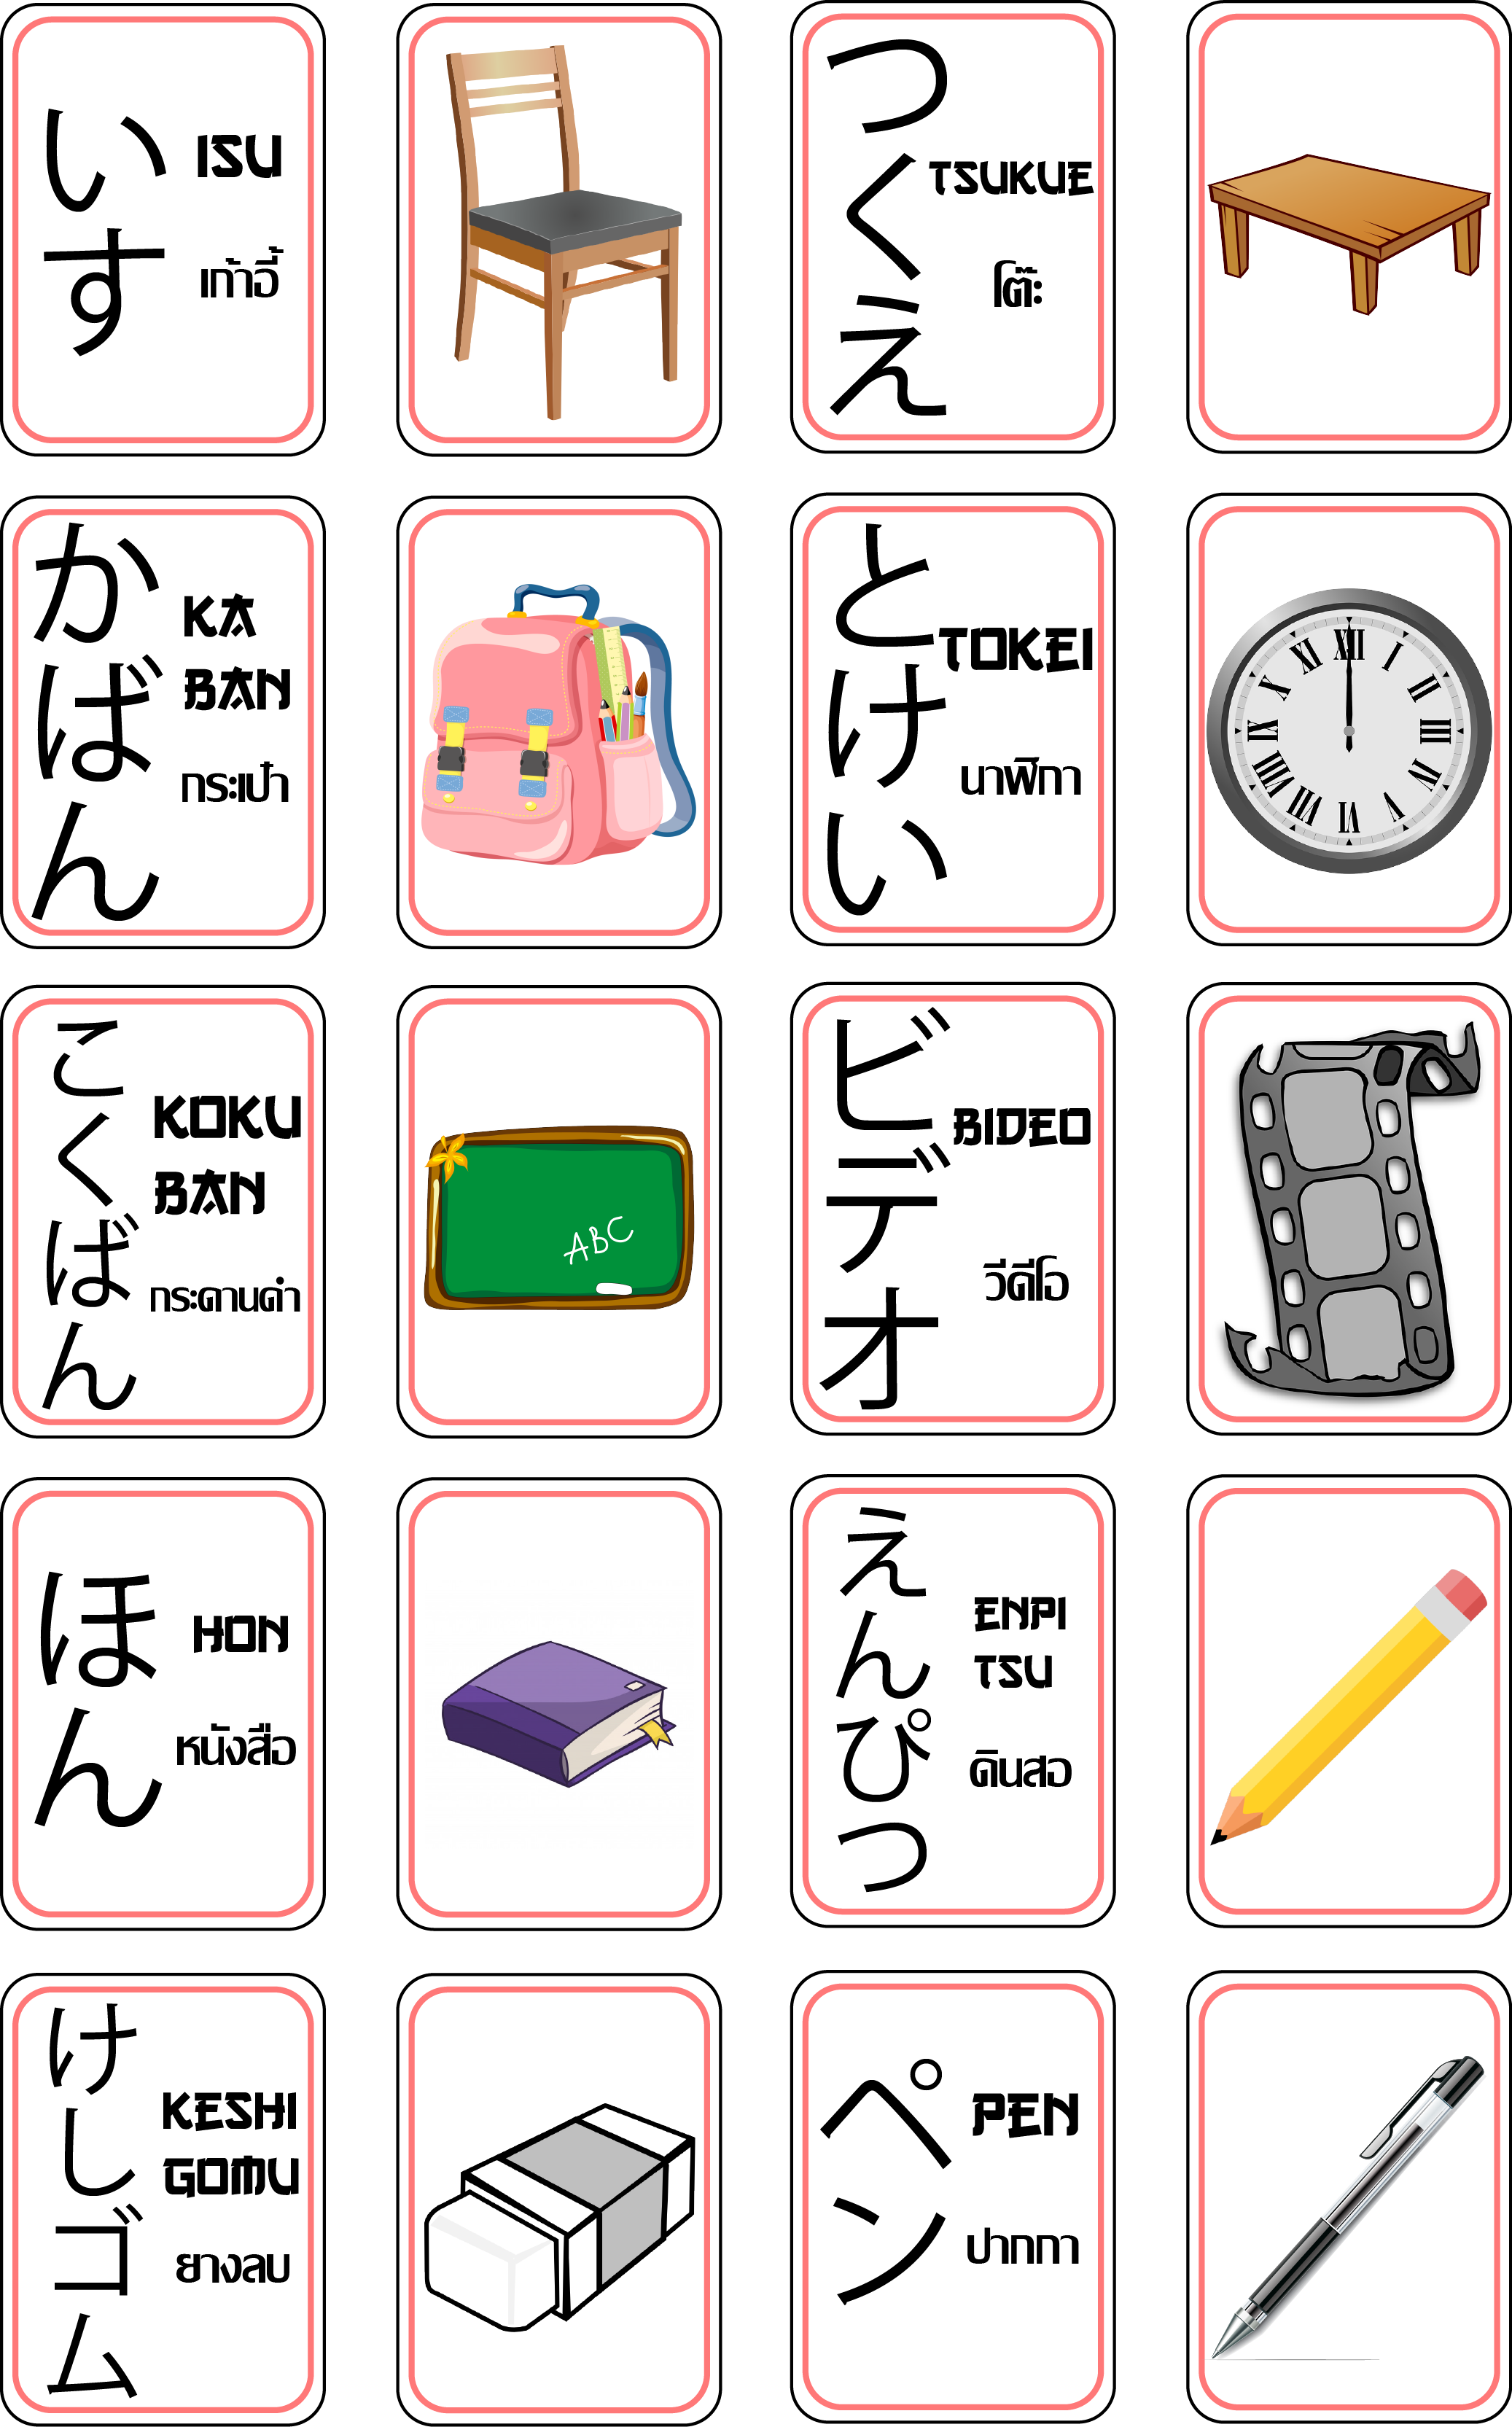 いす
ISU
เก้าอี้
つくえ
TSUKUE
โต๊ะ
かばん
KA
BAN
กระเป๋า
とけい
TOKEI
นาฬิกา
XII
I
II
III
IV
V
VI
VII
VIII
IX
X
XI
こくばん
KOKU
BAN
กระดานดำ
ABC
ビデオ
BIDEO
วีดีโอ
ほん
HON
หนังสือ
えんぴつ
ENPI
TSU
ดินสอ
けしゴム
KESHI
GOMU
ยางลบ
ペン
PEN
ปากกา